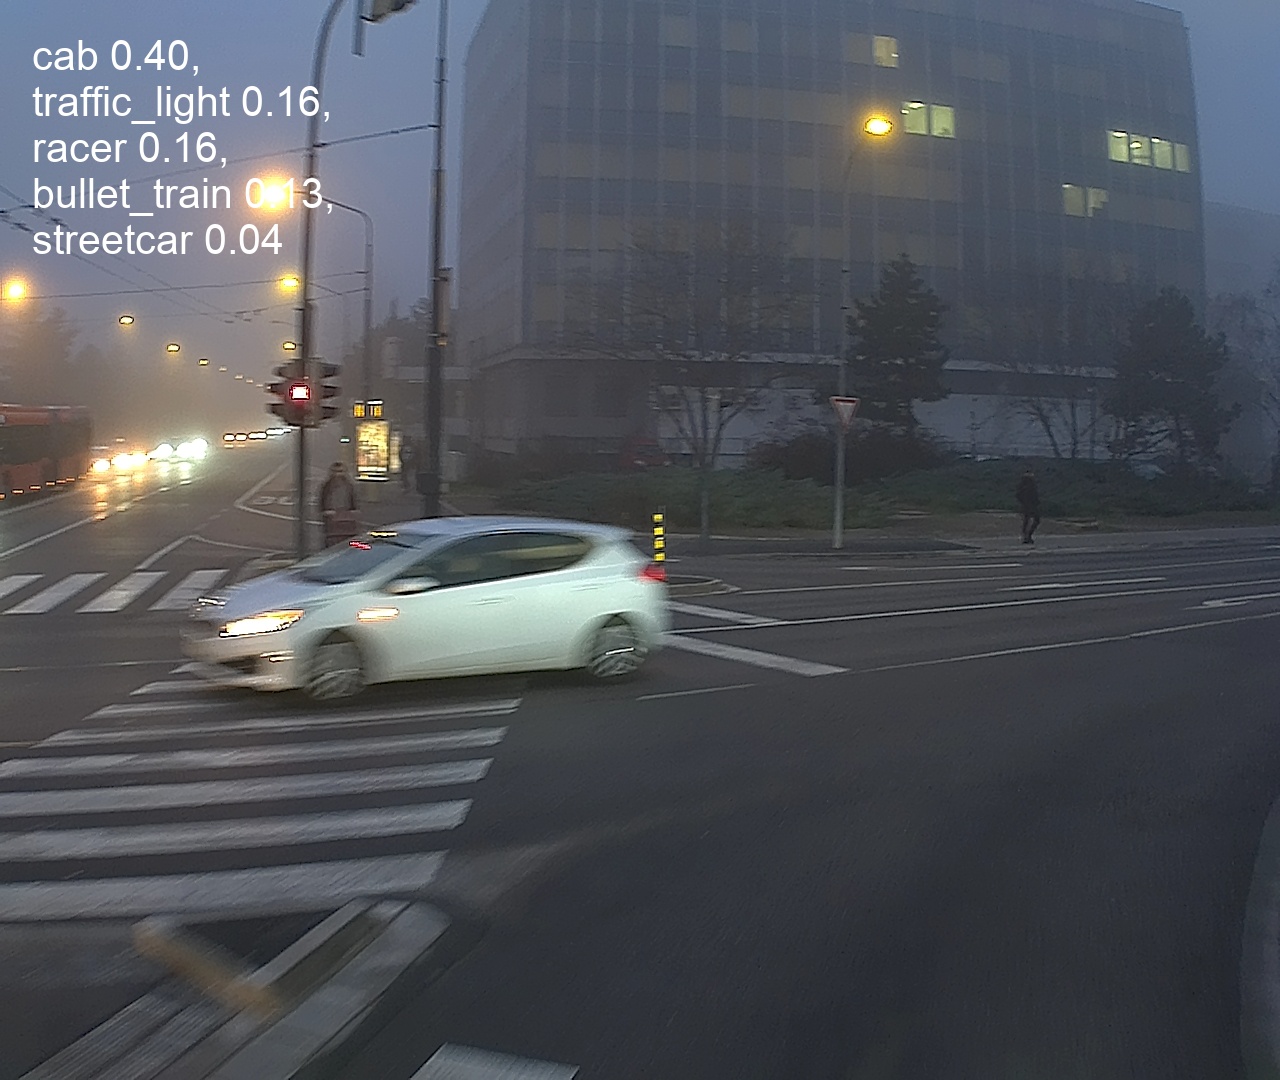 cab 0.40,
traffic_light 0.16,
racer 0.16,
bullet_train 0.13,
streetcar 0.04